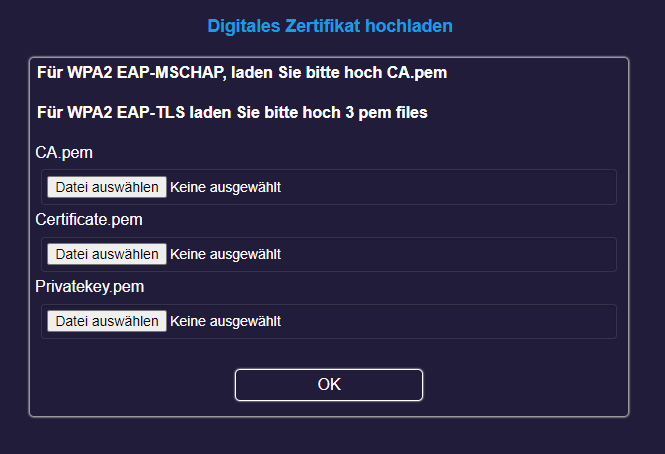 Digitales Zertifikat hochladen
Für WPA2 EAP-MSCHAP, laden Sie bitte hoch CA.pem
Für WPA2 EAP-TLS laden Sie bitte hoch 3 pem files
CA.pem
Datei auswählen Keine ausgewählt
Certificate.pem
Datei auswählen Keine ausgewählt
Privatekey.pem
Datei auswählen Keine ausgewählt
OK